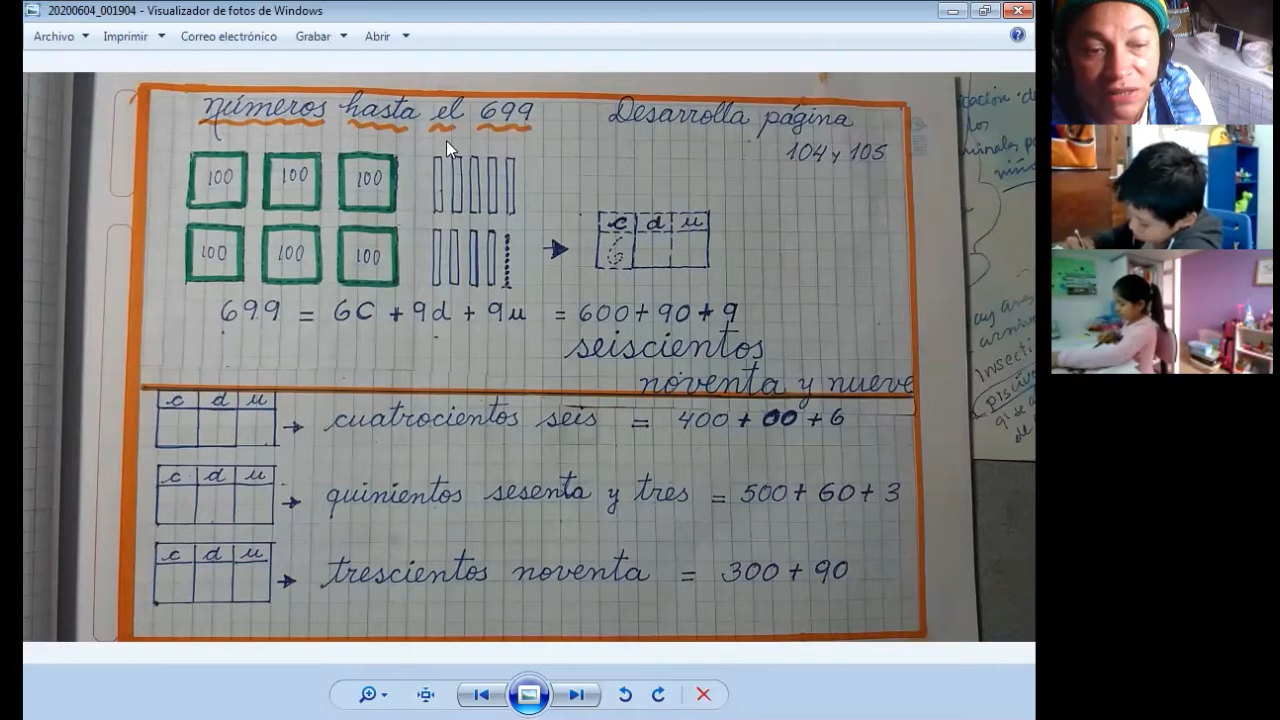 20200604_001904 - Visualizador de fotos de Windows
Archivo Imprimir Correo electrónico Grabar Abrir
números hasta el 699
Desarrolla página
104 y 105
100 100 100
100 100 100
c d u
6
699 = 6C + 9d + 9u = 600 + 90 + 9
seiscientos
noventa y nueve
c d u
cuatrocientos seis = 400 + 00 + 6
c d u
quinientos sesenta y tres = 500 + 60 + 3
c d u
trescientos noventa = 300 + 90